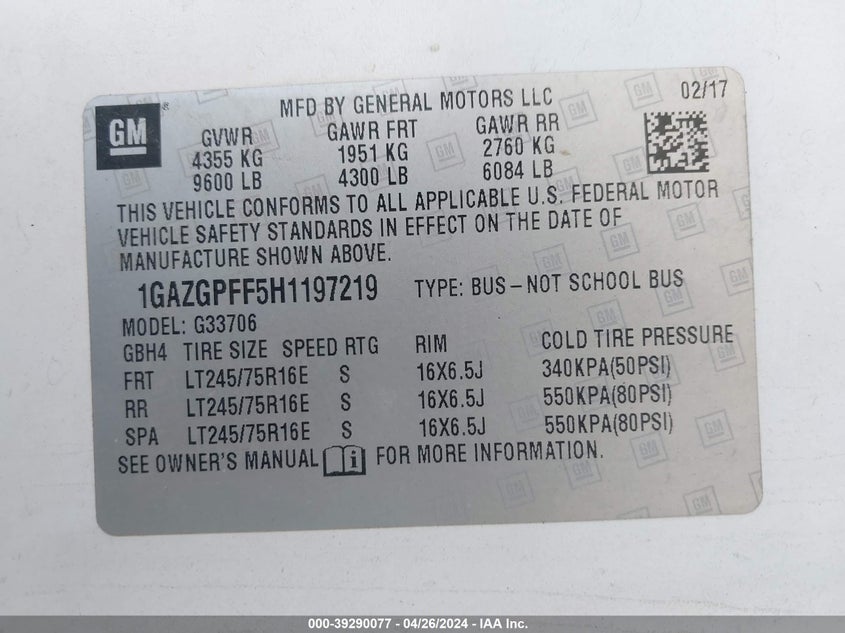 MFD BY GENERAL MOTORS LLC 02/17
GM ®
GVWR GAWR FRT GAWR RR
4355 KG 1951 KG 2760 KG
9600 LB 4300 LB 6084 LB
THIS VEHICLE CONFORMS TO ALL APPLICABLE U.S. FEDERAL MOTOR
VEHICLE SAFETY STANDARDS IN EFFECT ON THE DATE OF
MANUFACTURE SHOWN ABOVE.
1GAZGPFF5H1197219 TYPE: BUS – NOT SCHOOL BUS
MODEL: G33706
GBH4 TIRE SIZE SPEED RTG RIM COLD TIRE PRESSURE
FRT LT245/75R16E S 16X6.5J 340KPA(50PSI)
RR LT245/75R16E S 16X6.5J 550KPA(80PSI)
SPA LT245/75R16E S 16X6.5J 550KPA(80PSI)
SEE OWNER'S MANUAL i FOR MORE INFORMATION.
000-39290077 - 04/26/2024 - IAA Inc.